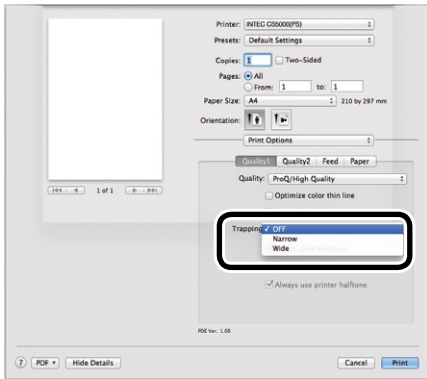 Printer: INTEC CS5000(PS)
Presets: Default Settings
Copies: 1 Two-Sided
Pages: All
From: 1 to: 1
Paper Size: A4 210 by 297 mm
Orientation:
Print Options
Quality1 Quality2 Feed Paper
Quality: ProQ/High Quality
1 of 1
Optimize color thin line
Trapping ✓ OFF
Narrow
Wide
Always use printer halftone
PDE Ver. 1.00
? PDF Hide Details Cancel Print